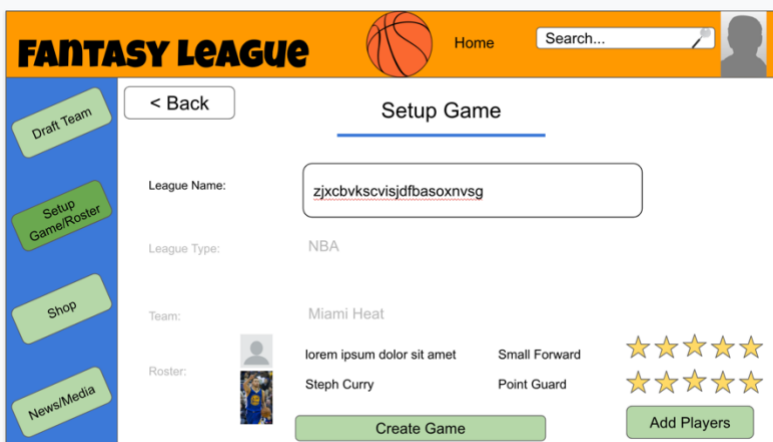 FANTASY LEAGUE
Home
Search...
< Back
Setup Game
Draft Team
Setup
Game/Roster
Shop
News/Media
League Name:
zjxcbvkscvisjdfbasoxnvsg
League Type:
NBA
Team:
Miami Heat
Roster:
lorem ipsum dolor sit amet Small Forward
Steph Curry Point Guard
Create Game
Add Players